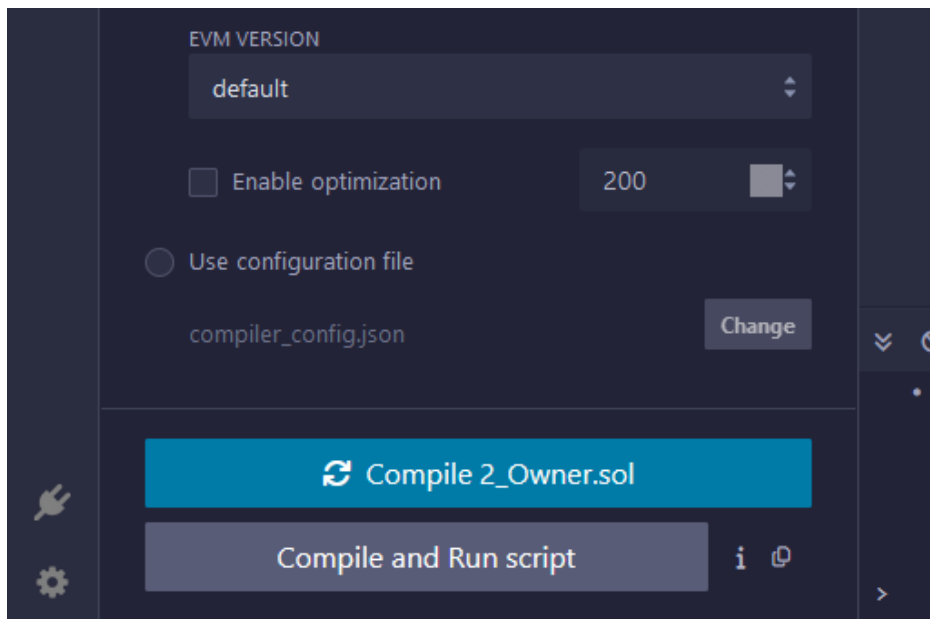 EVM VERSION
default
Enable optimization
200
Use configuration file
compiler_config.json
Change
Compile 2_Owner.sol
Compile and Run script
i
>